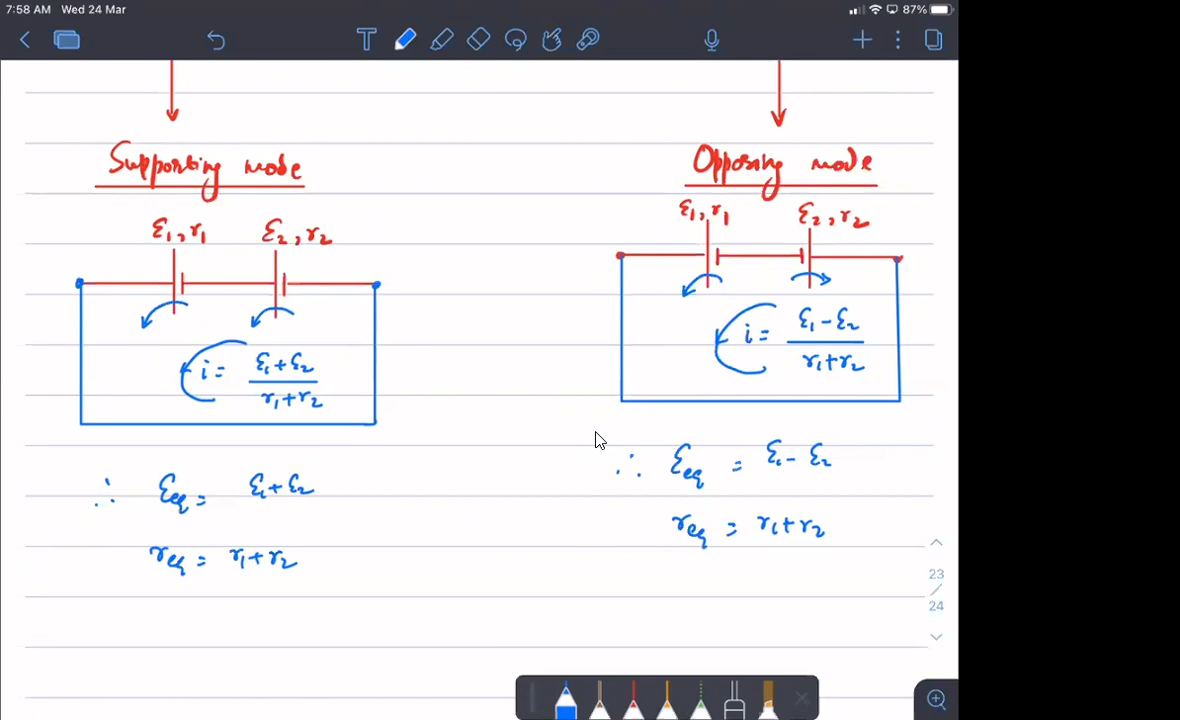 7:58 AM Wed 24 Mar
87%
Supporting mode
ε₁, r₁
ε₂, r₂
i = ε₁+ε₂ / r₁+r₂
∴ εeq = ε₁+ε₂
req = r₁+r₂
Opposing mode
ε₁, r₁
ε₂, r₂
i = ε₁-ε₂ / r₁+r₂
∴ εeq = ε₁- ε₂
req = r₁+r₂
23
/
24